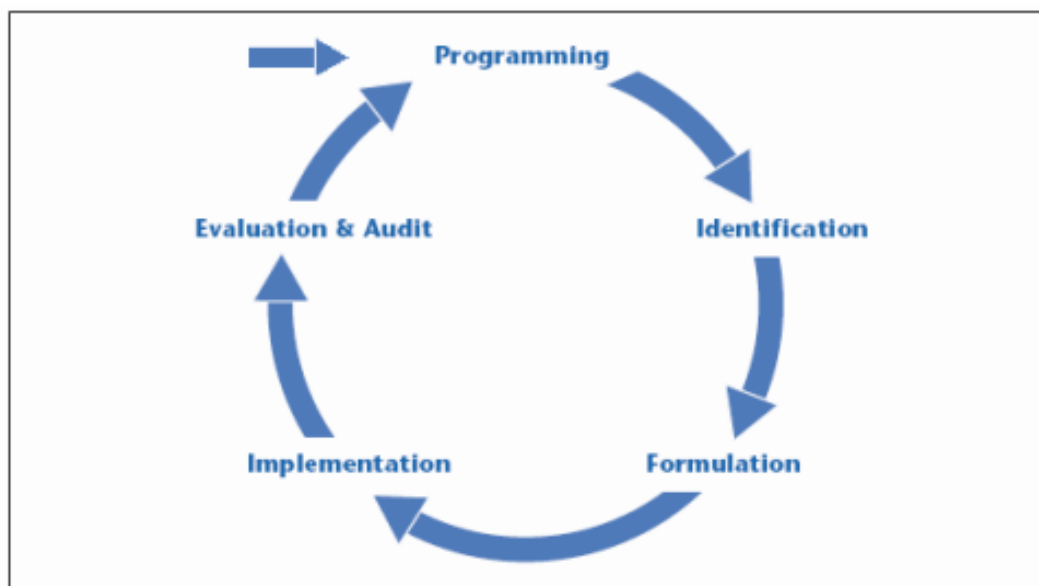 Programming
Identification
Formulation
Implementation
Evaluation & Audit